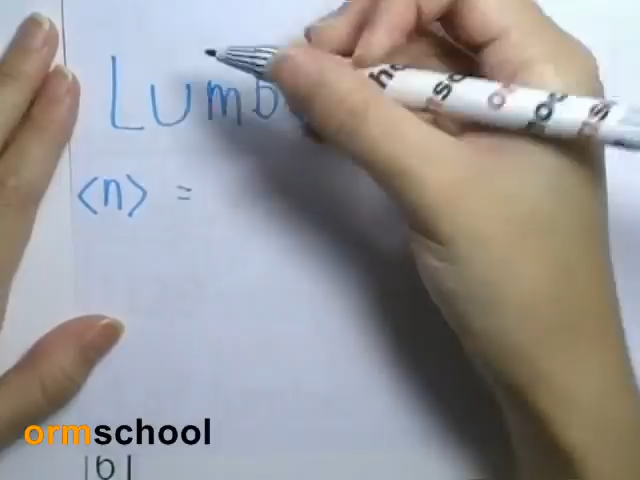 Lumb
<n> =
ormschool
|b|